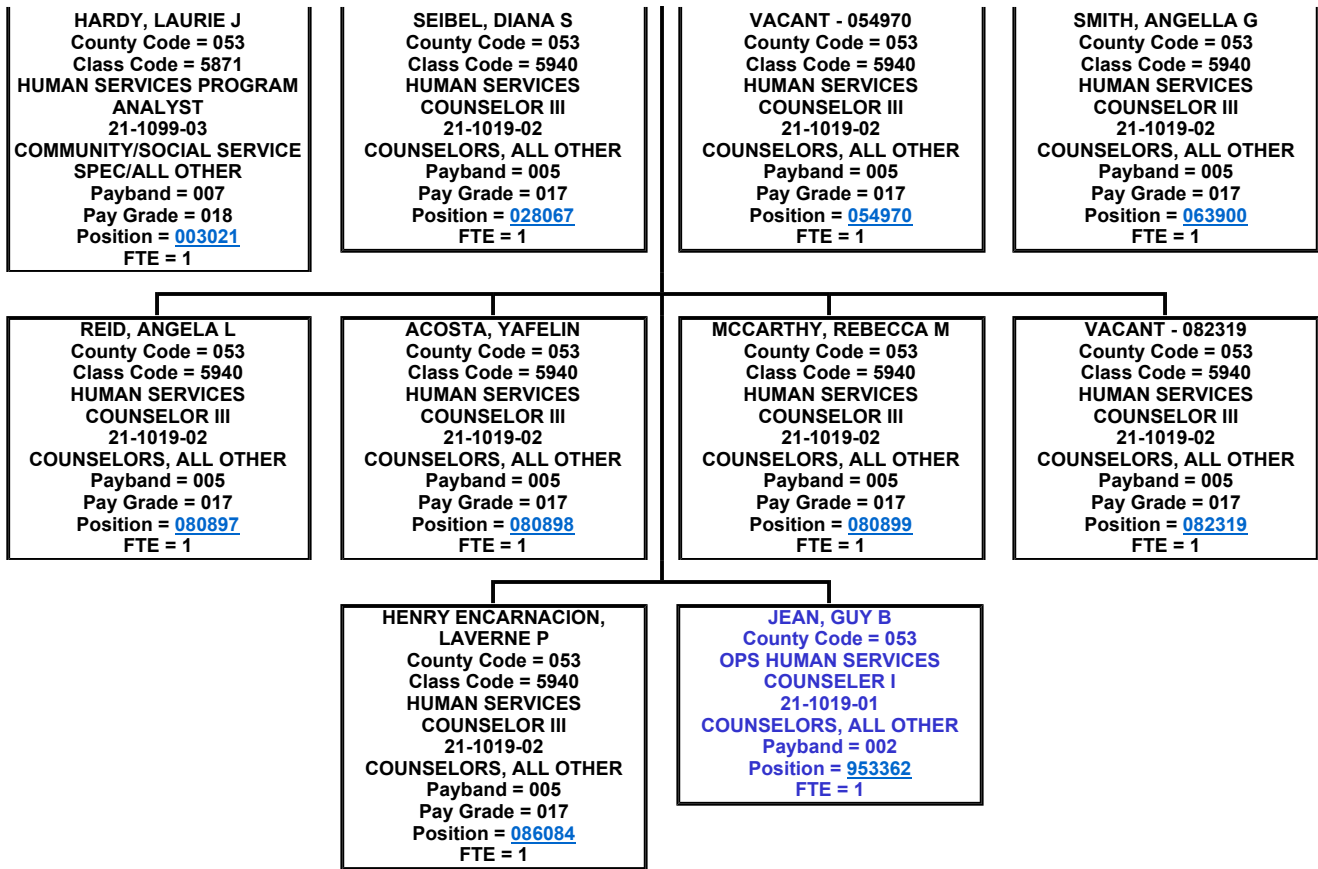 HARDY, LAURIE J
County Code = 053
Class Code = 5871
HUMAN SERVICES PROGRAM
ANALYST
21-1099-03
COMMUNITY/SOCIAL SERVICE
SPEC/ALL OTHER
Payband = 007
Pay Grade = 018
Position = 003021
FTE = 1
SEIBEL, DIANA S
County Code = 053
Class Code = 5940
HUMAN SERVICES
COUNSELOR III
21-1019-02
COUNSELORS, ALL OTHER
Payband = 005
Pay Grade = 017
Position = 028067
FTE = 1
VACANT - 054970
County Code = 053
Class Code = 5940
HUMAN SERVICES
COUNSELOR III
21-1019-02
COUNSELORS, ALL OTHER
Payband = 005
Pay Grade = 017
Position = 054970
FTE = 1
SMITH, ANGELLA G
County Code = 053
Class Code = 5940
HUMAN SERVICES
COUNSELOR III
21-1019-02
COUNSELORS, ALL OTHER
Payband = 005
Pay Grade = 017
Position = 063900
FTE = 1
REID, ANGELA L
County Code = 053
Class Code = 5940
HUMAN SERVICES
COUNSELOR III
21-1019-02
COUNSELORS, ALL OTHER
Payband = 005
Pay Grade = 017
Position = 080897
FTE = 1
ACOSTA, YAFELIN
County Code = 053
Class Code = 5940
HUMAN SERVICES
COUNSELOR III
21-1019-02
COUNSELORS, ALL OTHER
Payband = 005
Pay Grade = 017
Position = 080898
FTE = 1
MCCARTHY, REBECCA M
County Code = 053
Class Code = 5940
HUMAN SERVICES
COUNSELOR III
21-1019-02
COUNSELORS, ALL OTHER
Payband = 005
Pay Grade = 017
Position = 080899
FTE = 1
VACANT - 082319
County Code = 053
Class Code = 5940
HUMAN SERVICES
COUNSELOR III
21-1019-02
COUNSELORS, ALL OTHER
Payband = 005
Pay Grade = 017
Position = 082319
FTE = 1
HENRY ENCARNACION,
LAVERNE P
County Code = 053
Class Code = 5940
HUMAN SERVICES
COUNSELOR III
21-1019-02
COUNSELORS, ALL OTHER
Payband = 005
Pay Grade = 017
Position = 086084
FTE = 1
JEAN, GUY B
County Code = 053
OPS HUMAN SERVICES
COUNSELER I
21-1019-01
COUNSELORS, ALL OTHER
Payband = 002
Position = 953362
FTE = 1